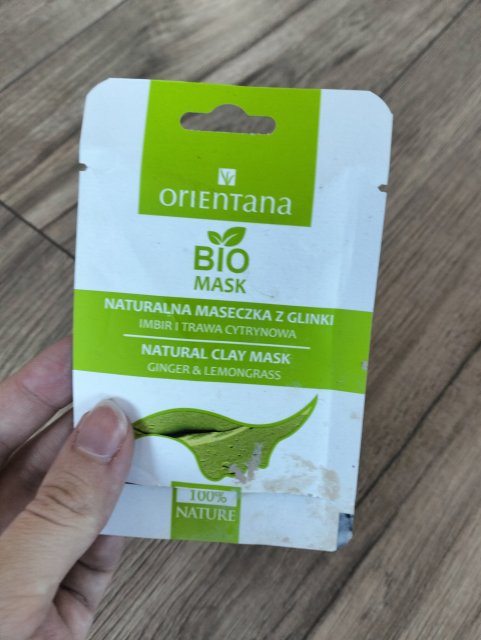 ORIENTANA
BIO
MASK
NATURALNA MASECZKA Z GLINKI
IMBIR I TRAWA CYTRYNOWA
NATURAL CLAY MASK
GINGER & LEMONGRASS
100%
NATURE